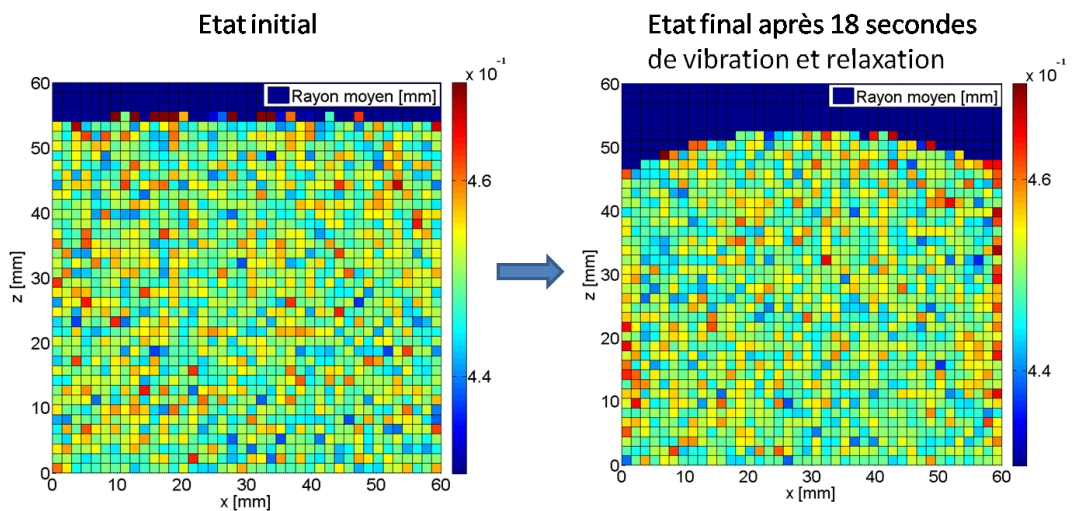 Etat initial
Etat final après 18 secondes
de vibration et relaxation
x 10⁻¹
60
Rayon moyen [mm]
50
4.6
40
z [mm]
30
20
4.4
10
0
0 10 20 30 40 50 60
x [mm]
x 10⁻¹
60
Rayon moyen [mm]
50
4.6
40
z [mm]
30
20
4.4
10
0
0 10 20 30 40 50 60
x [mm]